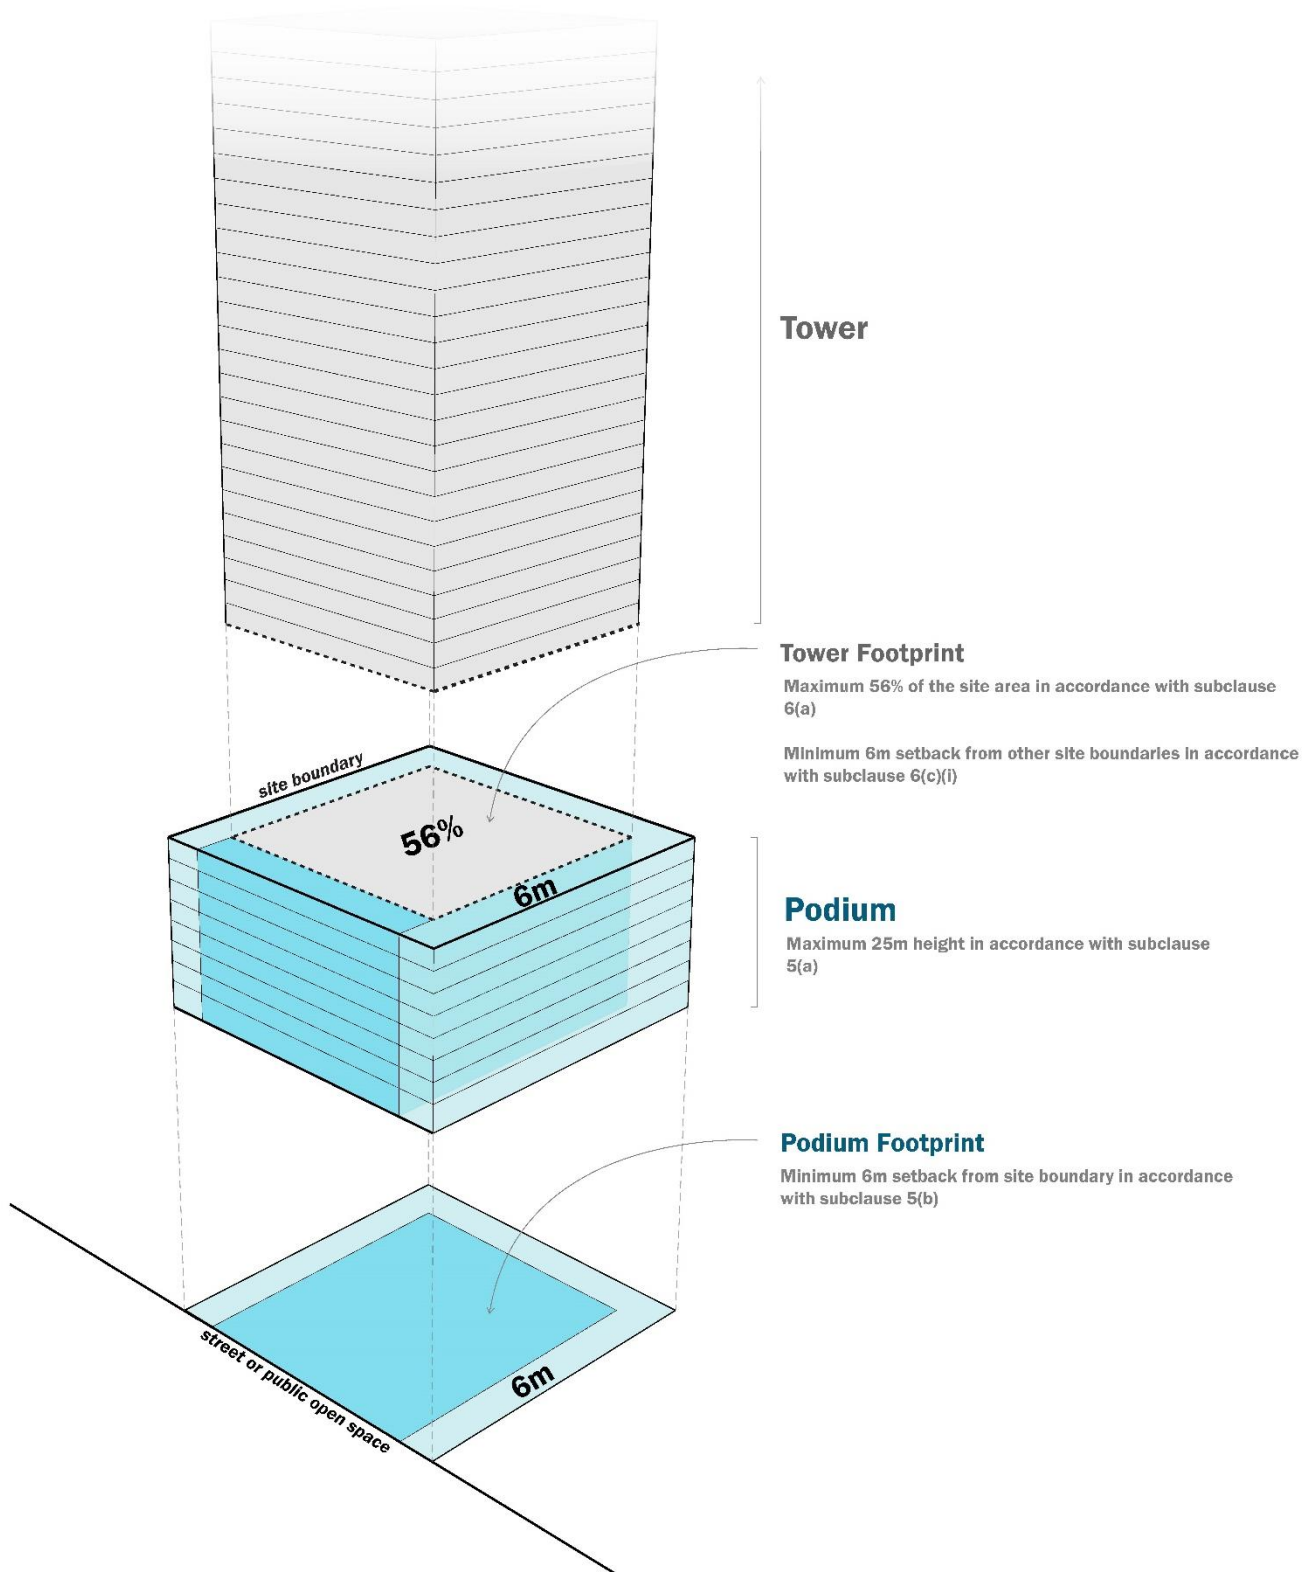 Tower
Tower Footprint
Maximum 56% of the site area in accordance with subclause
6(a)
Minimum 6m setback from other site boundaries in accordance
with subclause 6(c)(i)
site boundary
56%
6m
Podium
Maximum 25m height in accordance with subclause
5(a)
Podium Footprint
Minimum 6m setback from site boundary in accordance
with subclause 5(b)
street or public open space
6m